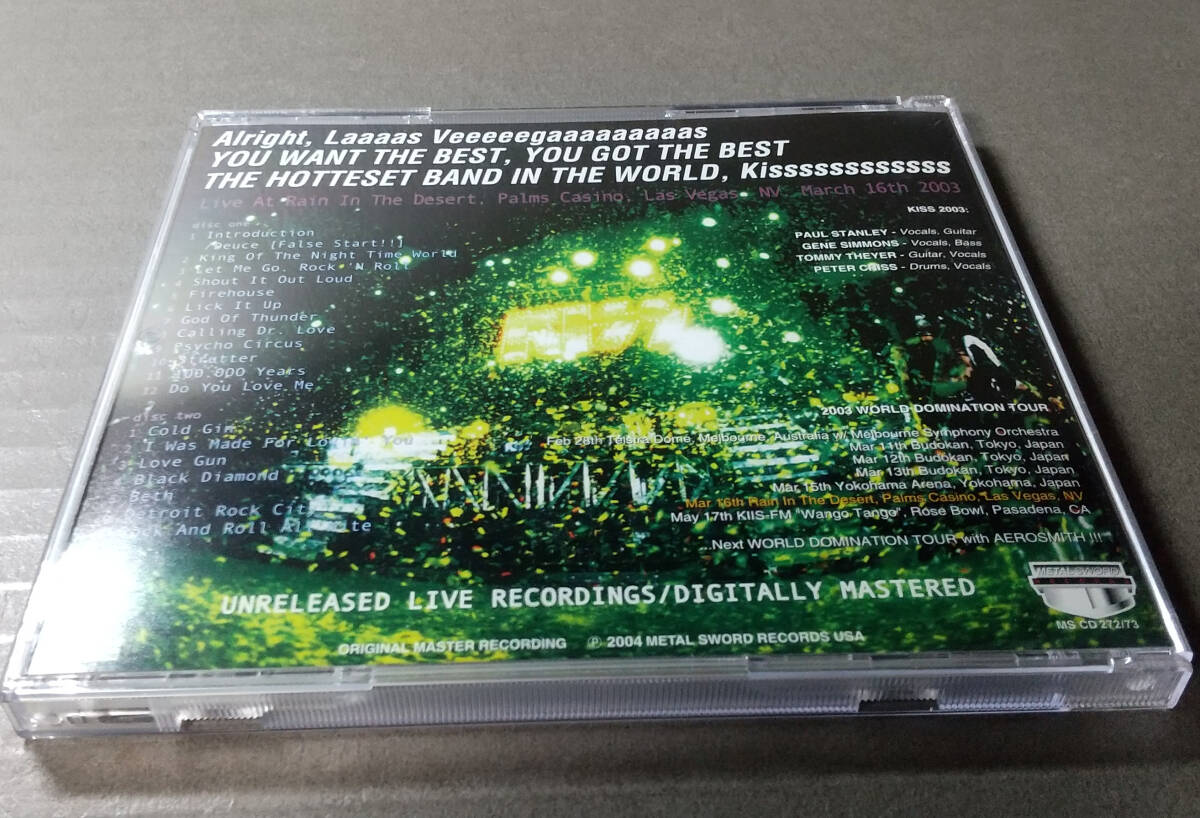 Alright, Laaaas Veeeeegaaaaaaaaas
YOU WANT THE BEST, YOU GOT THE BEST
THE HOTTESET BAND IN THE WORLD, Kissssssssssssss
Live At Rain In The Desert, Palms Casino, Las Vegas, NV March 16th 2003
KISS 2003:
PAUL STANLEY - Vocals, Guitar
GENE SIMMONS - Vocals, Bass
TOMMY THEYER - Guitar, Vocals
PETER CRISS - Drums, Vocals
disc one
1 Introduction
/Deuce [False Start!!]
2 King Of The Night Time World
3 Let Me Go, Rock 'N Roll
4 Shout It Out Loud
Firehouse
Lick It Up
God Of Thunder
Calling Dr. Love
Psycho Circus
10 Strutter
11 100.000 Years
12 Do You Love Me
disc two
1 Cold Gin
I Was Made For Lovin' You
3 Love Gun
Black Diamond
Beth
Detroit Rock City
And Roll All Nite
2003 WORLD DOMINATION TOUR
Feb 28th Telstra Dome, Melbourne, Australia w/ Melbourne Symphony Orchestra
Mar 11th Budokan, Tokyo, Japan
Mar 12th Budokan, Tokyo, Japan
Mar 13th Budokan, Tokyo, Japan
Mar 15th Yokohama Arena, Yokohama, Japan
Mar 16th Rain In The Desert, Palms Casino, Las Vegas, NV
May 17th KIIS-FM "Wango Tango", Rose Bowl, Pasadena, CA
...Next WORLD DOMINATION TOUR with AEROSMITH !!!
UNRELEASED LIVE RECORDINGS/DIGITALLY MASTERED
METAL SWORD
MS CD 272/73
ORIGINAL MASTER RECORDING ℗ 2004 METAL SWORD RECORDS USA